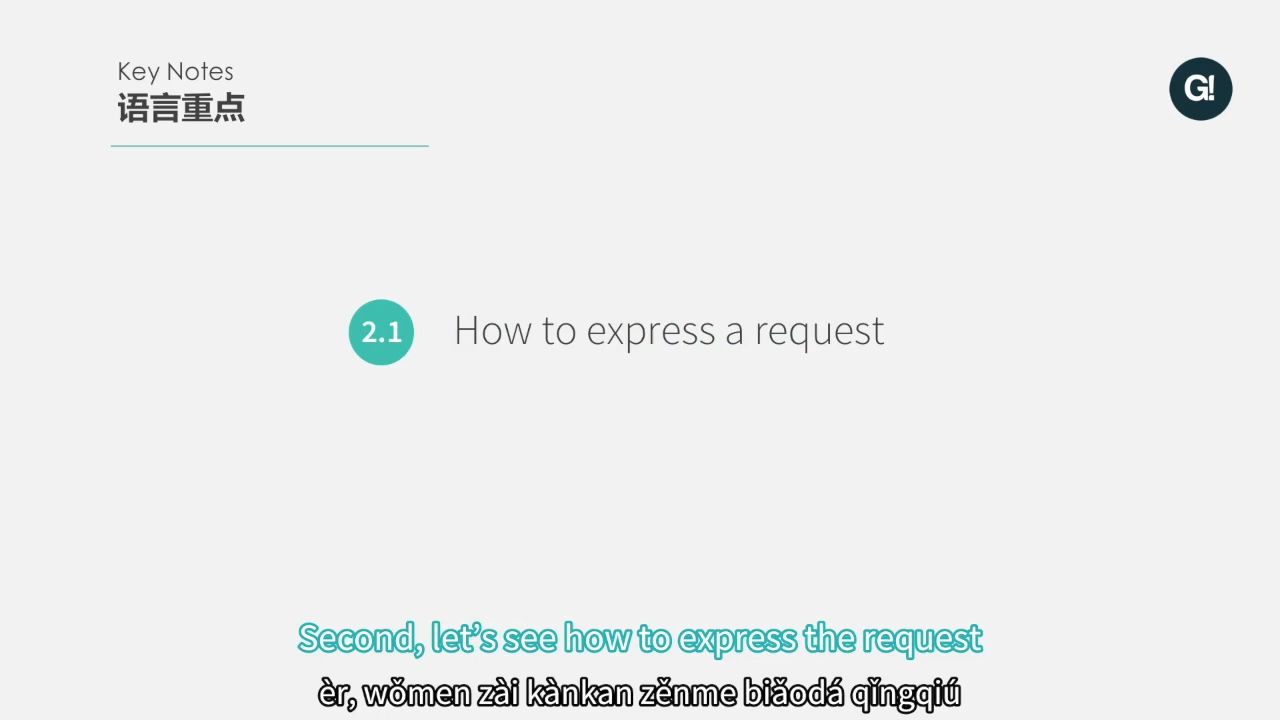 Key Notes
语言重点
G!
2.1 How to express a request
Second, let's see how to express the request
èr, wǒmen zài kànkan zěnme biǎodá qǐngqiú